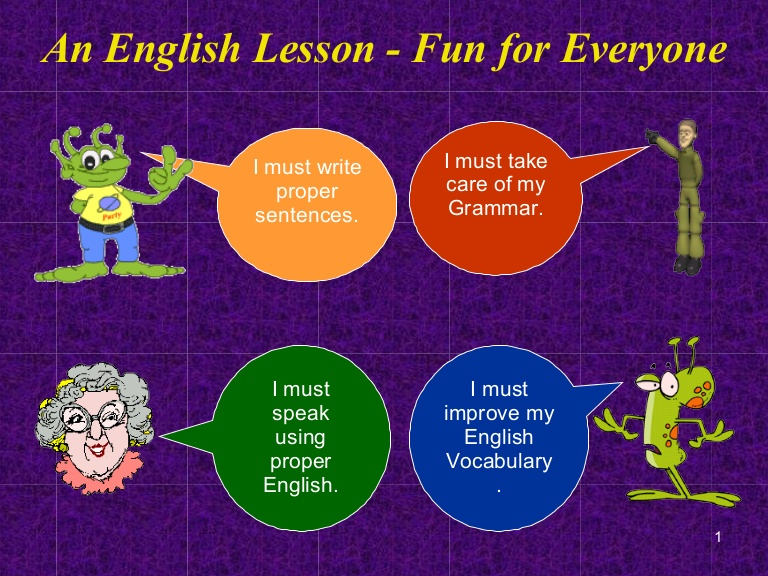 An English Lesson - Fun for Everyone
I must write
proper
sentences.
I must take
care of my
Grammar.
Party
I must
speak
using
proper
English.
I must
improve my
English
Vocabulary
.
1